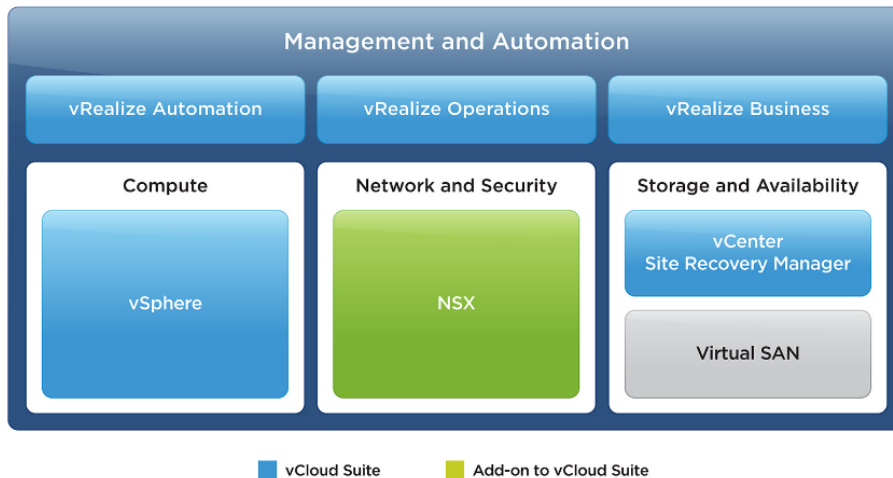 Management and Automation
vRealize Automation
vRealize Operations
vRealize Business
Compute
Network and Security
Storage and Availability
vSphere
NSX
vCenter
Site Recovery Manager
Virtual SAN
vCloud Suite
Add-on to vCloud Suite